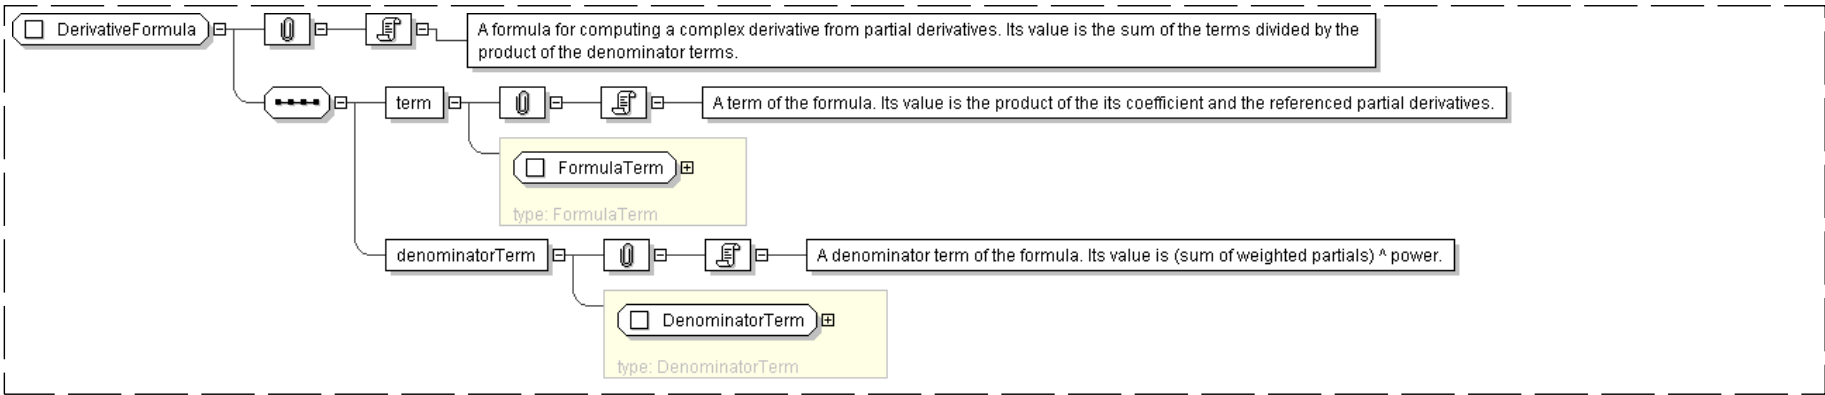 DerivativeFormula
A formula for computing a complex derivative from partial derivatives. Its value is the sum of the terms divided by the
product of the denominator terms.
term
A term of the formula. Its value is the product of the its coefficient and the referenced partial derivatives.
FormulaTerm
type: FormulaTerm
denominatorTerm
A denominator term of the formula. Its value is (sum of weighted partials) ^ power.
DenominatorTerm
type: DenominatorTerm